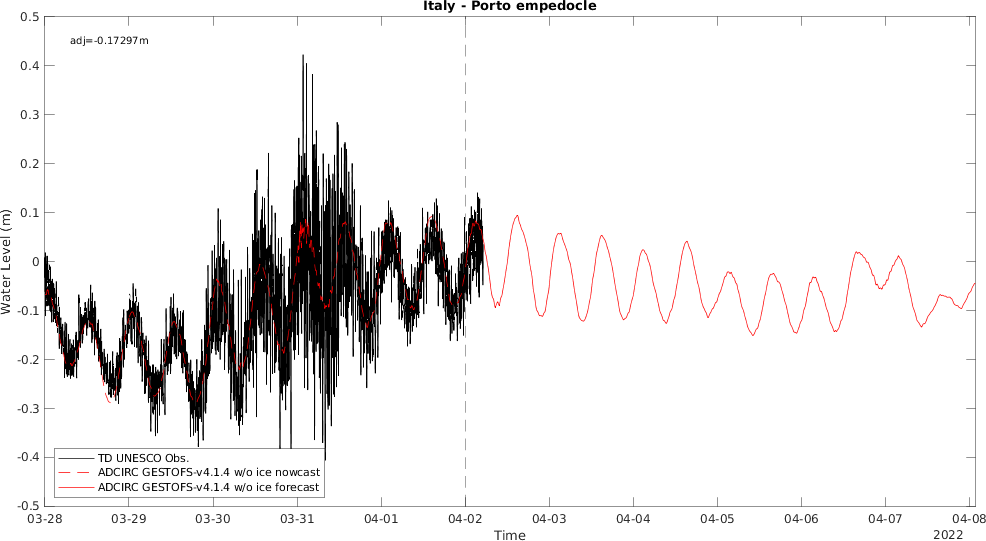 Italy - Porto empedocle
adj=-0.17297m
Water Level (m)
0.5
0.4
0.3
0.2
0.1
0
-0.1
-0.2
-0.3
-0.4
-0.5
TD UNESCO Obs.
ADCIRC GESTOFS-v4.1.4 w/o ice nowcast
ADCIRC GESTOFS-v4.1.4 w/o ice forecast
03-28 03-29 03-30 03-31 04-01 04-02 04-03 04-04 04-05 04-06 04-07 04-08
Time
2022